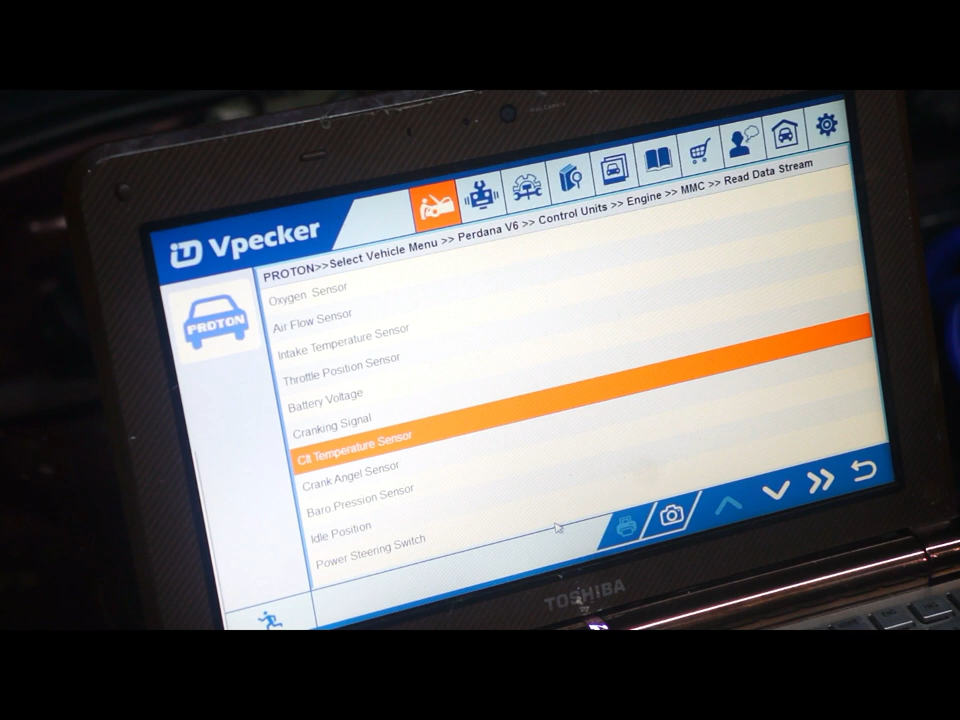 Vpecker
PROTON>>Select Vehicle Menu >> Perdana V6 >> Control Units >> Engine >> MMC >> Read Data Stream
PROTON
Oxygen Sensor
Air Flow Sensor
Intake Temperature Sensor
Throttle Position Sensor
Battery Voltage
Cranking Signal
Clt Temperature Sensor
Crank Angel Sensor
Baro Pression Sensor
Idle Position
Power Steering Switch
TOSHIBA